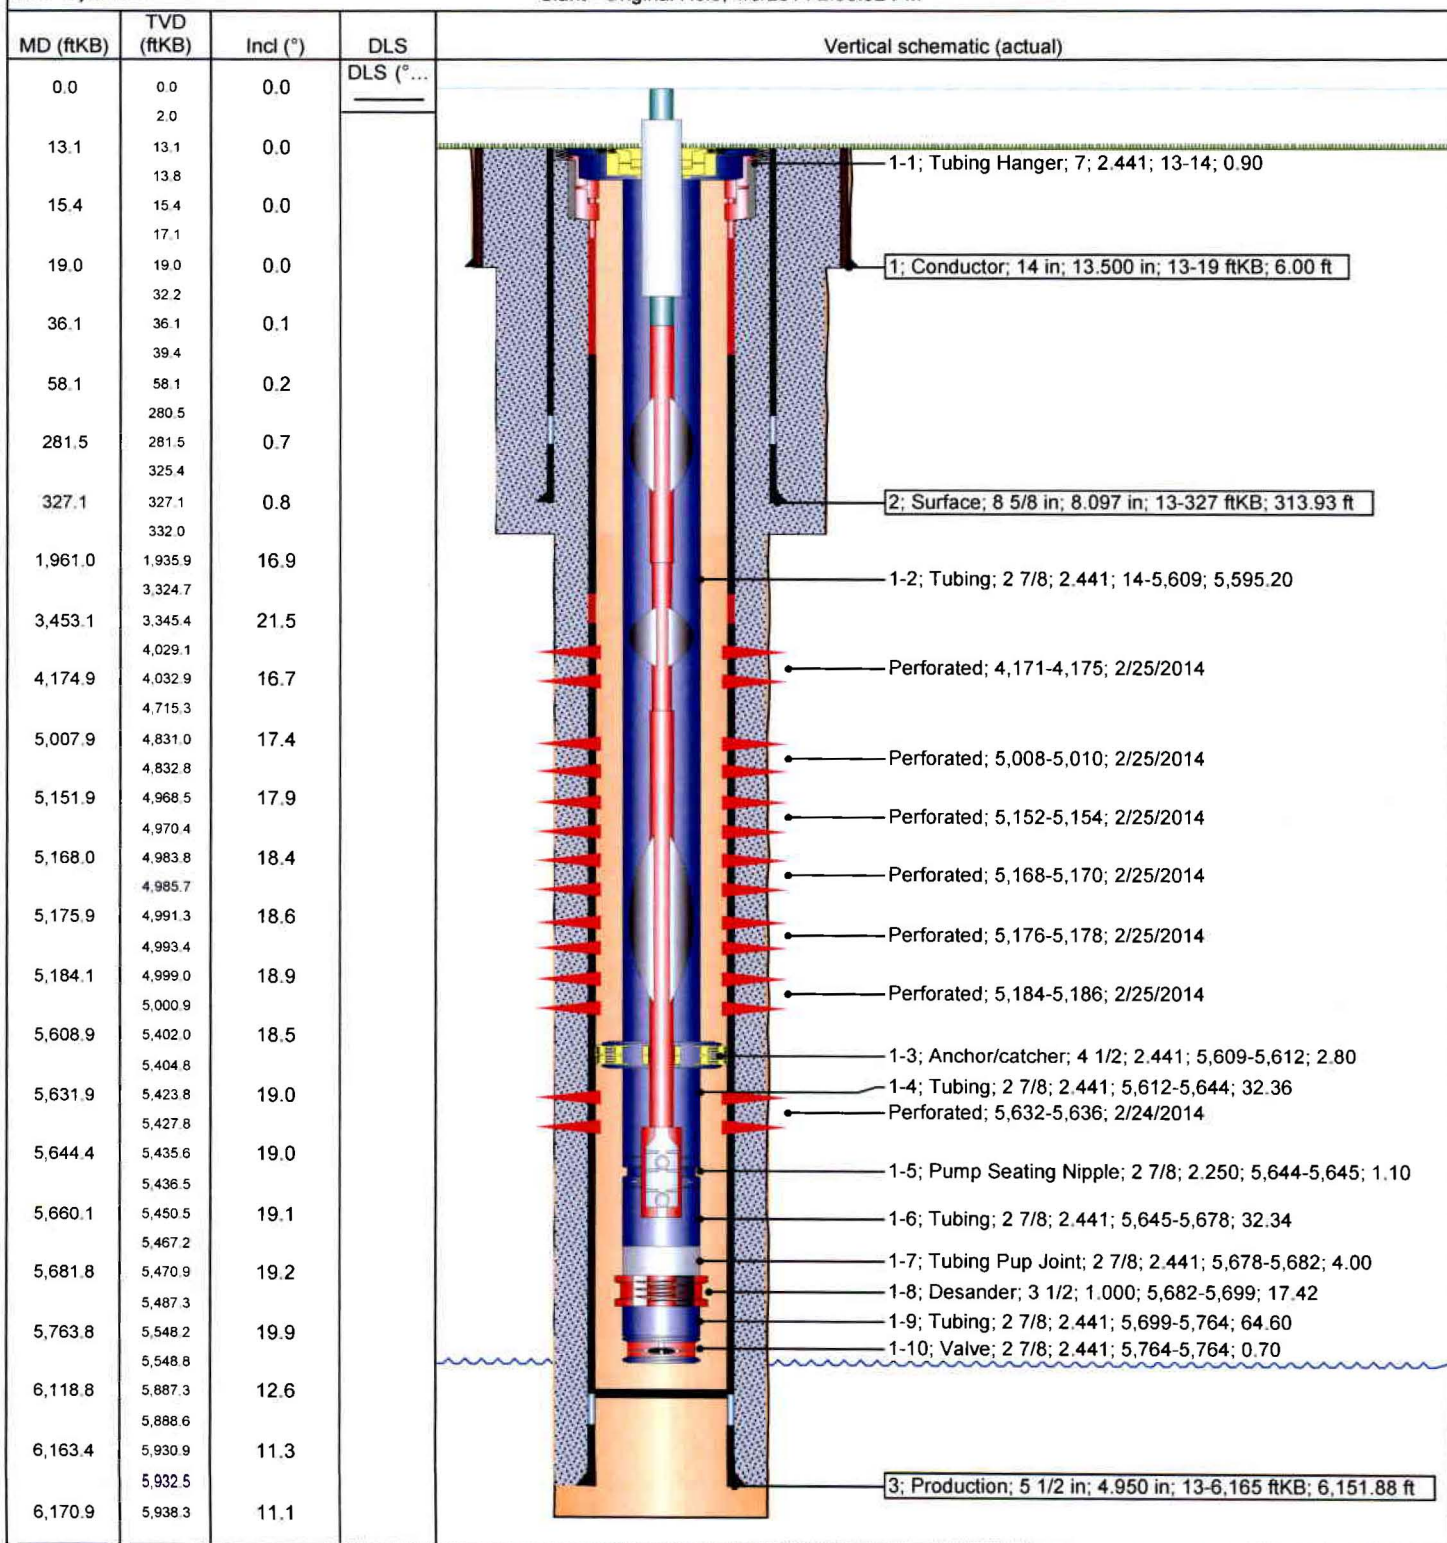 MD (ftKB) TVD (ftKB) Incl (°) DLS Vertical schematic (actual)
DLS (°...
0.0 0.0 0.0
2.0
13.1 13.1 0.0
13.8
1-1; Tubing Hanger; 7; 2.441; 13-14; 0.90
15.4 15.4 0.0
17.1
19.0 19.0 0.0
1; Conductor; 14 in; 13.500 in; 13-19 ftKB; 6.00 ft
32.2
36.1 36.1 0.1
39.4
58.1 58.1 0.2
280.5
281.5 281.5 0.7
325.4
327.1 327.1 0.8
2; Surface; 8 5/8 in; 8.097 in; 13-327 ftKB; 313.93 ft
332.0
1,961.0 1,935.9 16.9
1-2; Tubing; 2 7/8; 2.441; 14-5,609; 5,595.20
3,324.7
3,453.1 3,345.4 21.5
4,029.1
Perforated; 4,171-4,175; 2/25/2014
4,174.9 4,032.9 16.7
4,715.3
5,007.9 4,831.0 17.4
Perforated; 5,008-5,010; 2/25/2014
4,832.8
5,151.9 4,968.5 17.9
Perforated; 5,152-5,154; 2/25/2014
4,970.4
5,168.0 4,983.8 18.4
Perforated; 5,168-5,170; 2/25/2014
4,985.7
5,175.9 4,991.3 18.6
Perforated; 5,176-5,178; 2/25/2014
4,993.4
5,184.1 4,999.0 18.9
Perforated; 5,184-5,186; 2/25/2014
5,000.9
5,608.9 5,402.0 18.5
1-3; Anchor/catcher; 4 1/2; 2.441; 5,609-5,612; 2.80
5,404.8
1-4; Tubing; 2 7/8; 2.441; 5,612-5,644; 32.36
5,631.9 5,423.8 19.0
Perforated; 5,632-5,636; 2/24/2014
5,427.8
5,644.4 5,435.6 19.0
1-5; Pump Seating Nipple; 2 7/8; 2.250; 5,644-5,645; 1.10
5,436.5
5,660.1 5,450.5 19.1
1-6; Tubing; 2 7/8; 2.441; 5,645-5,678; 32.34
5,467.2
1-7; Tubing Pup Joint; 2 7/8; 2.441; 5,678-5,682; 4.00
5,681.8 5,470.9 19.2
1-8; Desander; 3 1/2; 1.000; 5,682-5,699; 17.42
5,487.3
1-9; Tubing; 2 7/8; 2.441; 5,699-5,764; 64.60
5,763.8 5,548.2 19.9
1-10; Valve; 2 7/8; 2.441; 5,764-5,764; 0.70
5,548.8
6,118.8 5,887.3 12.6
5,888.6
6,163.4 5,930.9 11.3
5,932.5
3; Production; 5 1/2 in; 4.950 in; 13-6,165 ftKB; 6,151.88 ft
6,170.9 5,938.3 11.1